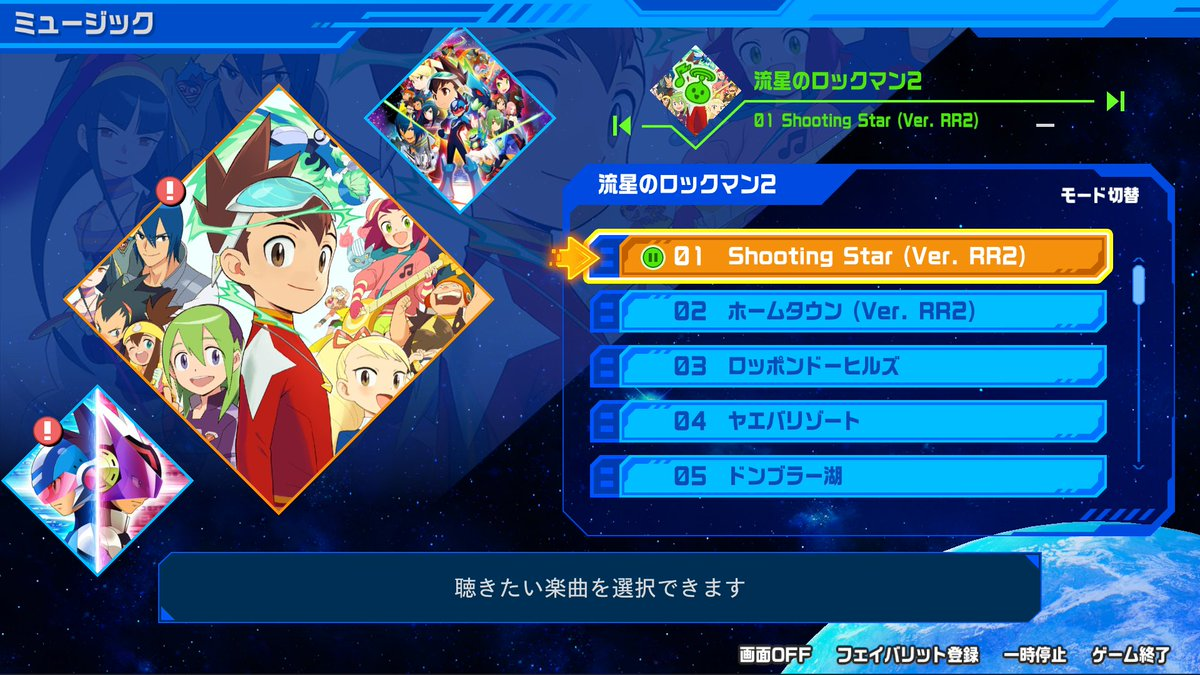 ミュージック
流星のロックマン2
01 Shooting Star (Ver. RR2)
流星のロックマン2
モード切替
01 Shooting Star (Ver. RR2)
02 ホームタウン (Ver. RR2)
03 ロッポンドーヒルズ
04 ヤエバリゾート
05 ドンブラー湖
聴きたい楽曲を選択できます
画面OFF フェイバリット登録 一時停止 ゲーム終了